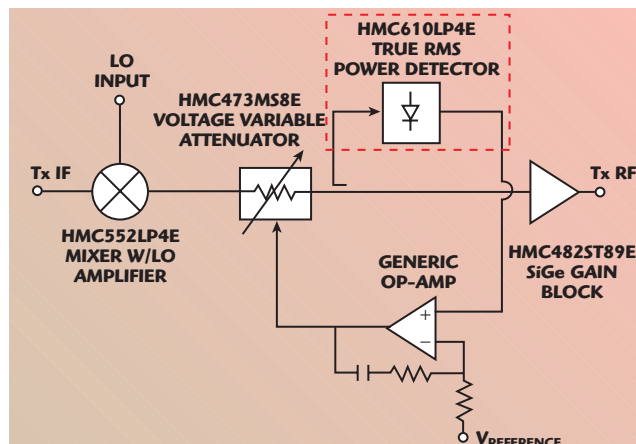 HMC610LP4E
TRUE RMS
POWER DETECTOR
LO
INPUT
HMC473MS8E
VOLTAGE VARIABLE
ATTENUATOR
Tx IF
Tx RF
HMC552LP4E
MIXER W/LO
AMPLIFIER
HMC482ST89E
SiGe GAIN
BLOCK
GENERIC
OP-AMP
+
−
VREFERENCE